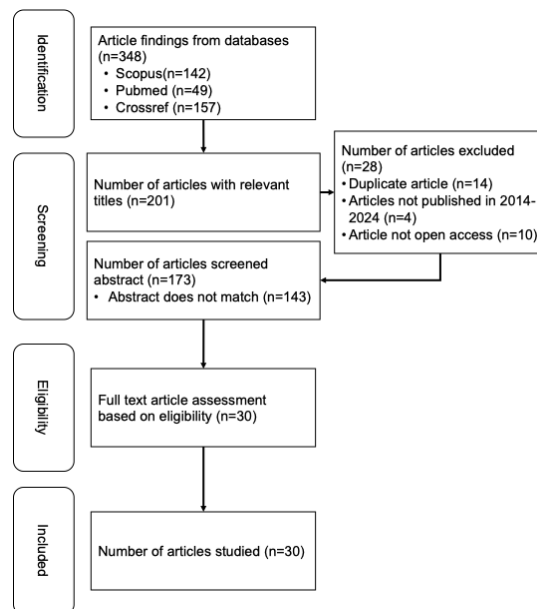 Identification
Article findings from databases
(n=348)
• Scopus(n=142)
• Pubmed (n=49)
• Crossref (n=157)
Screening
Number of articles with relevant
titles (n=201)
Number of articles excluded
(n=28)
• Duplicate article (n=14)
• Articles not published in 2014-
2024 (n=4)
• Article not open access (n=10)
Number of articles screened
abstract (n=173)
• Abstract does not match (n=143)
Eligibility
Full text article assessment
based on eligibility (n=30)
Included
Number of articles studied (n=30)